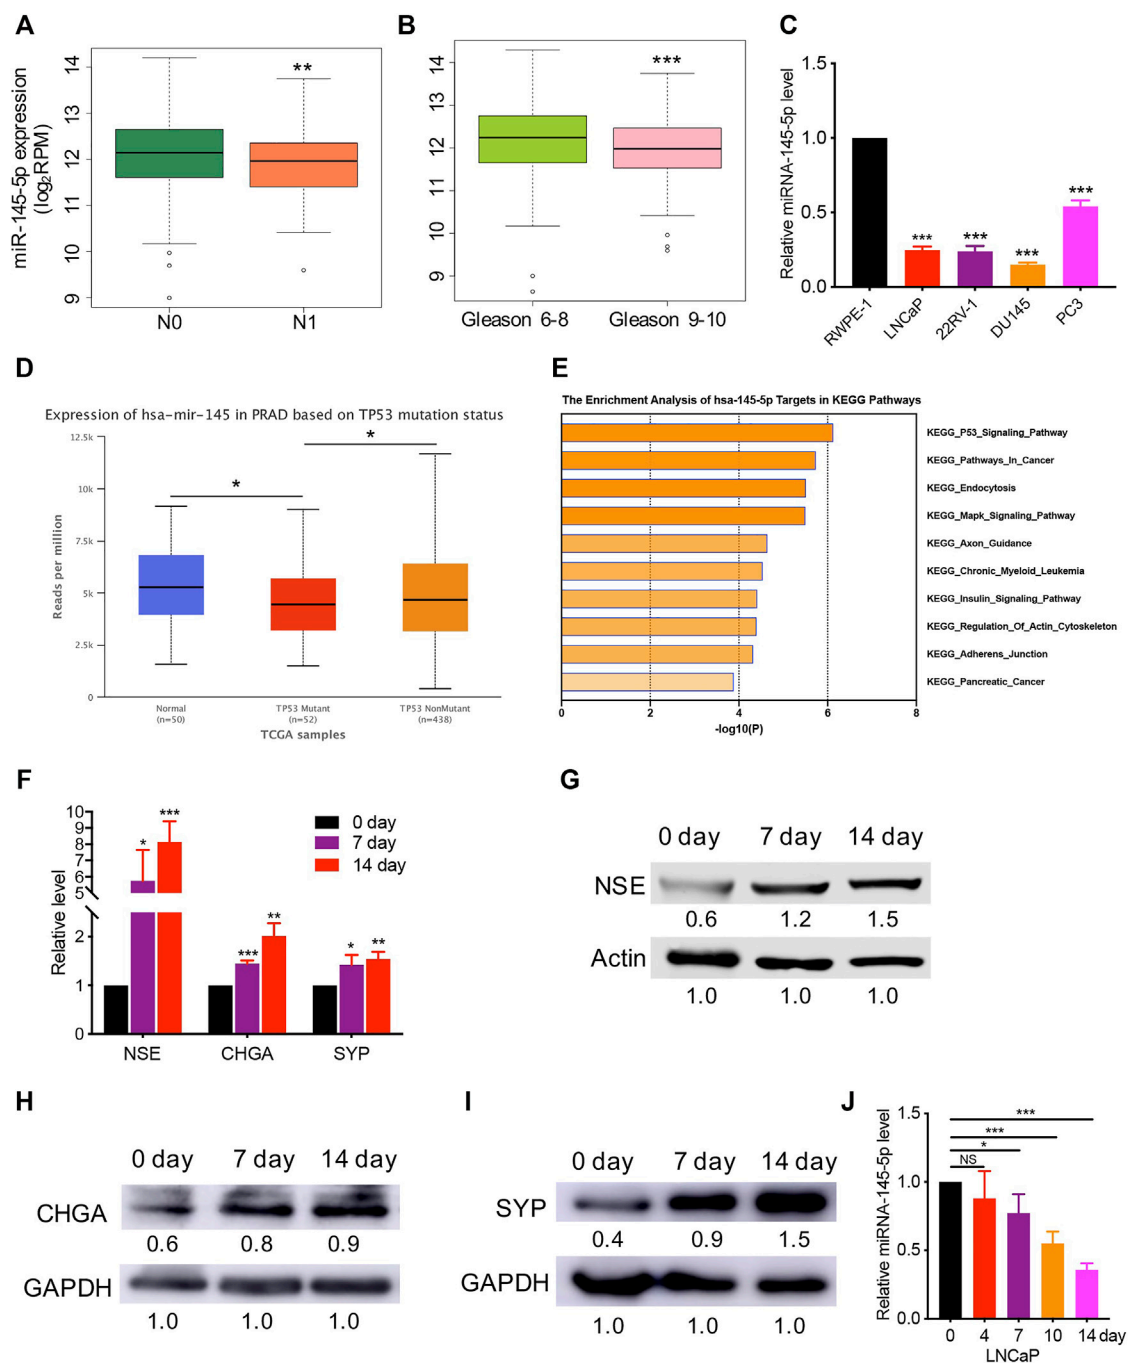 A
miR-145-5p expression
(log2RPM)
14
13
12
11
10
9
**
N0
N1
B
14
13
12
11
10
9
***
Gleason 6-8
Gleason 9-10
C
Relative miRNA-145-5p level
1.5
1.0
0.5
0.0
***
***
***
***
RWPE-1
LNCaP
22RV-1
DU145
PC3
D
Expression of hsa-mir-145 in PRAD based on TP53 mutation status
Reads per million
12.5k
10k
7.5k
5k
2.5k
0
*
*
Normal
(n=50)
TP53 Mutant
(n=52)
TP53 NonMutant
(n=438)
TCGA samples
E
The Enrichment Analysis of hsa-145-5p Targets in KEGG Pathways
KEGG_P53_Signaling_Pathway
KEGG_Pathways_In_Cancer
KEGG_Endocytosis
KEGG_Mapk_Signaling_Pathway
KEGG_Axon_Guidance
KEGG_Chronic_Myeloid_Leukemia
KEGG_Insulin_Signaling_Pathway
KEGG_Regulation_Of_Actin_Cytoskeleton
KEGG_Adherens_Junction
KEGG_Pancreatic_Cancer
0 2 4 6 8
-log10(P)
F
Relative level
10
9
8
7
6
5
2
1
0
* ***
*** **
* **
0 day
7 day
14 day
NSE CHGA SYP
G
0 day 7 day 14 day
NSE
0.6 1.2 1.5
Actin
1.0 1.0 1.0
H
0 day 7 day 14 day
CHGA
0.6 0.8 0.9
GAPDH
1.0 1.0 1.0
I
0 day 7 day 14 day
SYP
0.4 0.9 1.5
GAPDH
1.0 1.0 1.0
J
Relative miRNA-145-5p level
1.5
1.0
0.5
0.0
***
***
*
NS
0 4 7 10 14 day
LNCaP